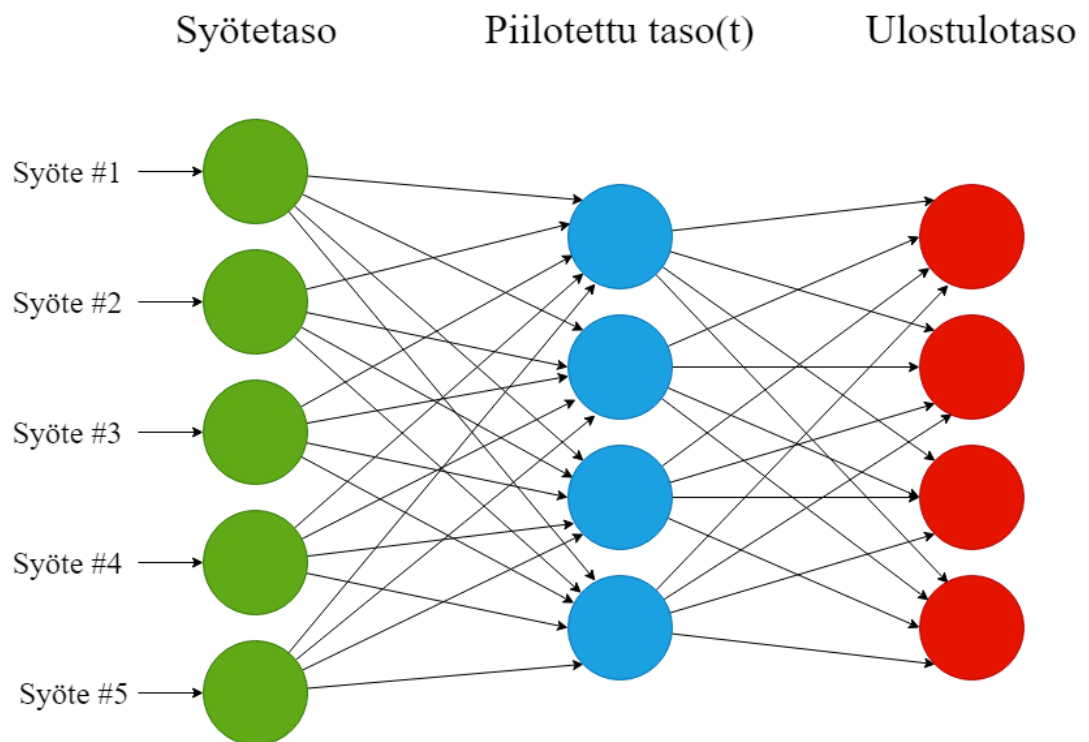 Syötetaso
Piilotettu taso(t)
Ulostulotaso
Syöte #1
Syöte #2
Syöte #3
Syöte #4
Syöte #5